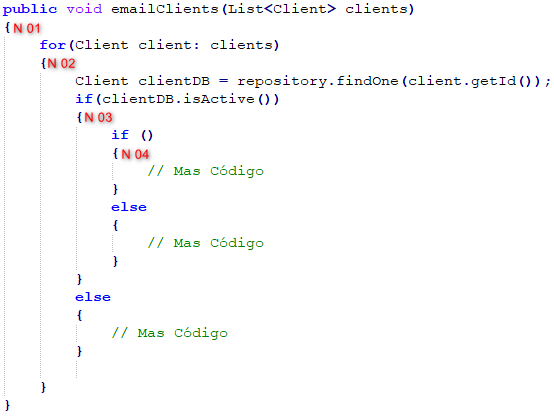 public void emailClients(List<Client> clients)
{N 01
    for(Client client: clients)
    {N 02
        Client clientDB = repository.findOne(client.getId());
        if(clientDB.isActive())
        {N 03
            if ()
            {N 04
                // Mas Código
            }
            else
            {
                // Mas Código
            }
        }
        else
        {
            // Mas Código
        }
    }
}